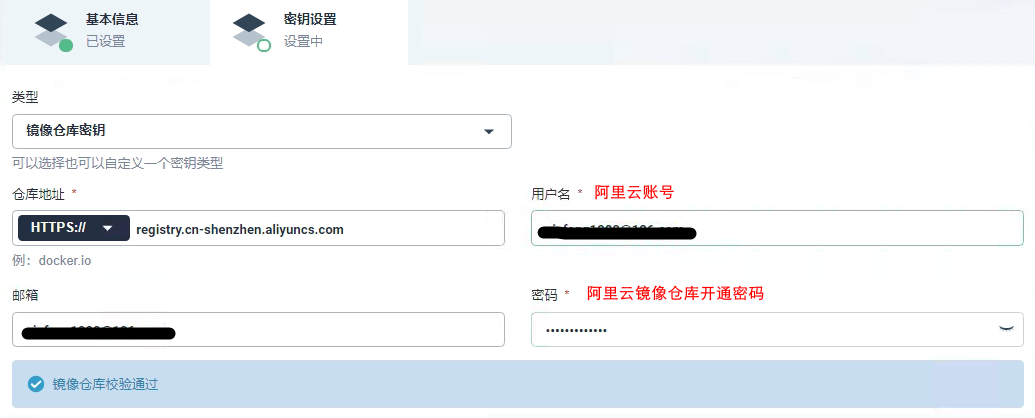 基本信息
已设置
密钥设置
设置中
类型
镜像仓库密钥
可以选择也可以自定义一个密钥类型
仓库地址 *
HTTPS://
registry.cn-shenzhen.aliyuncs.com
例：docker.io
用户名 * 阿里云账号
邮箱
密码 * 阿里云镜像仓库开通密码
•••••••••••••
镜像仓库校验通过